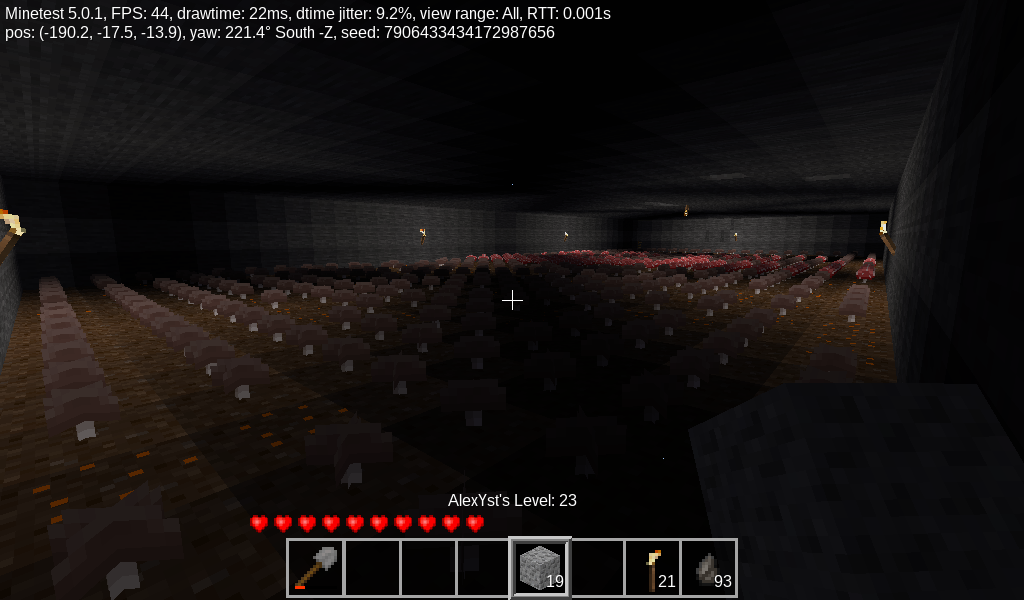 Minetest 5.0.1, FPS: 44, drawtime: 22ms, dtime jitter: 9.2%, view range: All, RTT: 0.001s
pos: (-190.2, -17.5, -13.9), yaw: 221.4° South -Z, seed: 7906433434172987656
AlexYst's Level: 23
19 21 93